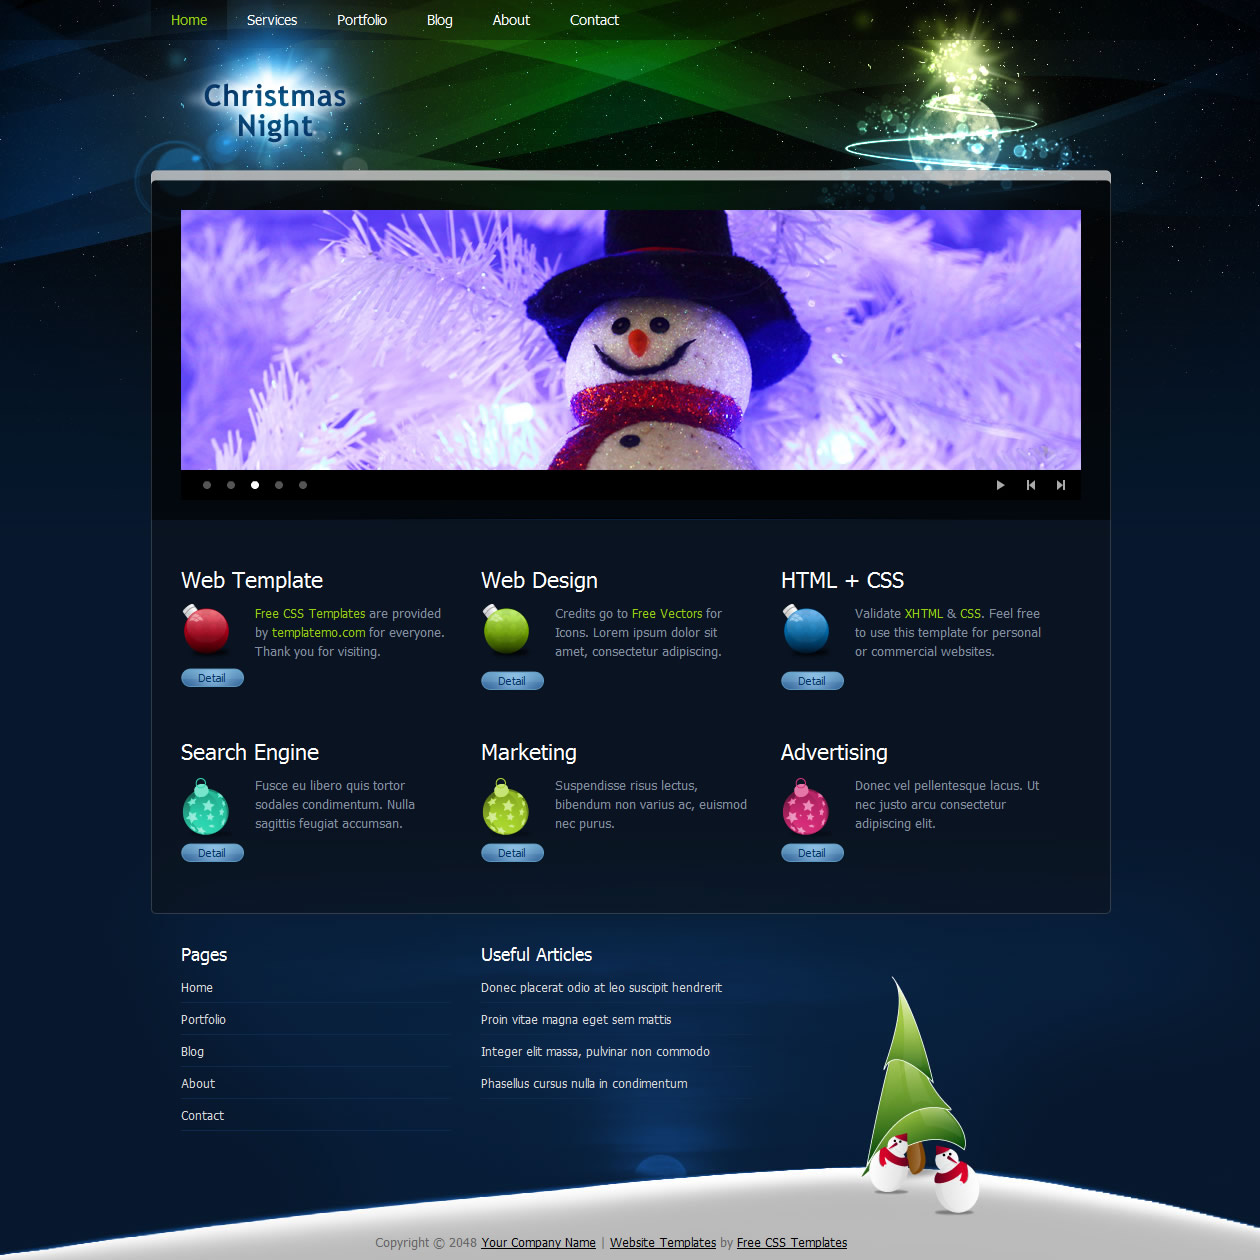 Home Services Portfolio Blog About Contact
Christmas
Night
Web Template
Free CSS Templates are provided
by templatemo.com for everyone.
Thank you for visiting.
Detail
Web Design
Credits go to Free Vectors for
Icons. Lorem ipsum dolor sit
amet, consectetur adipiscing.
Detail
HTML + CSS
Validate XHTML & CSS. Feel free
to use this template for personal
or commercial websites.
Detail
Search Engine
Fusce eu libero quis tortor
sodales condimentum. Nulla
sagittis feugiat accumsan.
Detail
Marketing
Suspendisse risus lectus,
bibendum non varius ac, euismod
nec purus.
Detail
Advertising
Donec vel pellentesque lacus. Ut
nec justo arcu consectetur
adipiscing elit.
Detail
Pages
Home
Portfolio
Blog
About
Contact
Useful Articles
Donec placerat odio at leo suscipit hendrerit
Proin vitae magna eget sem mattis
Integer elit massa, pulvinar non commodo
Phasellus cursus nulla in condimentum
Copyright © 2048 Your Company Name | Website Templates by Free CSS Templates